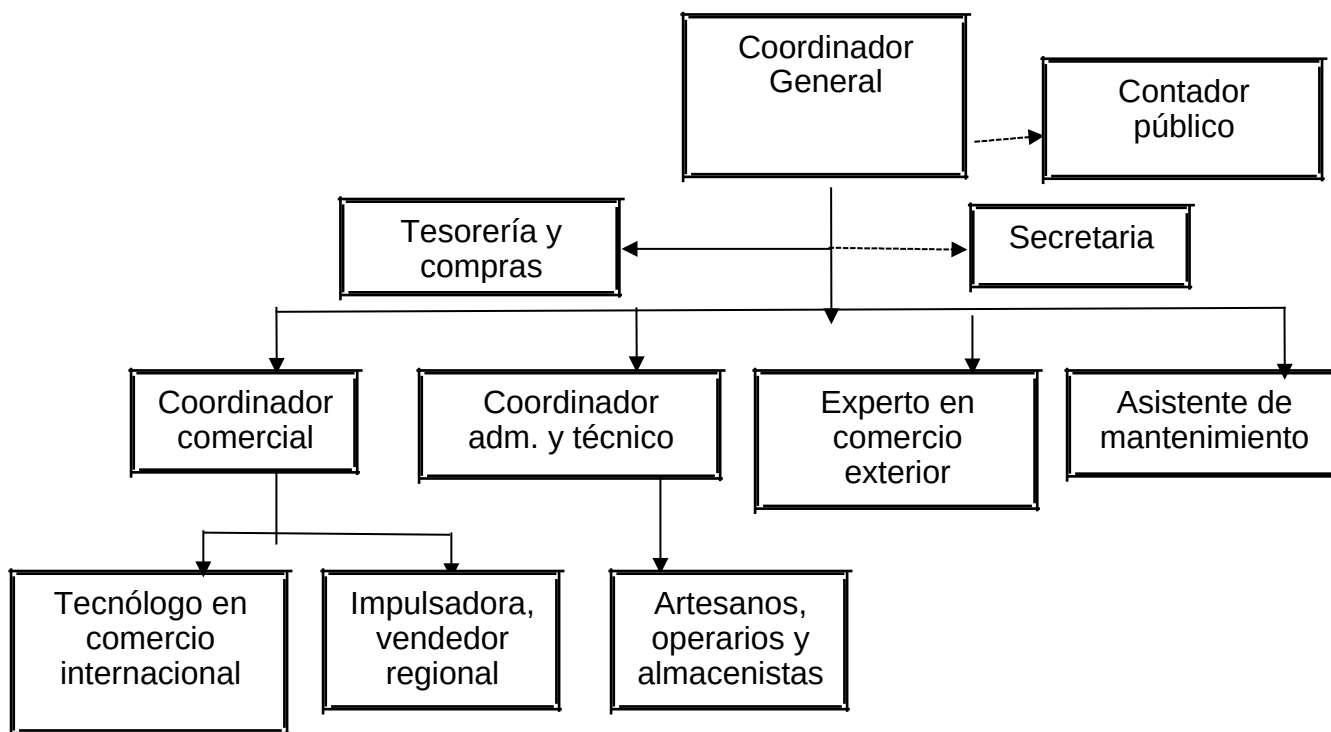 Coordinador
General
Contador
público
Tesorería y
compras
Secretaria
Coordinador
comercial
Coordinador
adm. y técnico
Experto en
comercio
exterior
Asistente de
mantenimiento
Tecnólogo en
comercio
internacional
Impulsadora,
vendedor
regional
Artesanos,
operarios y
almacenistas